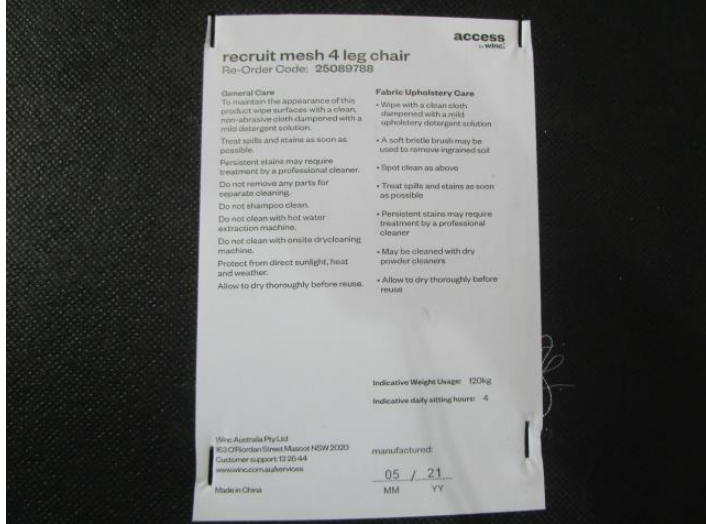 access
by winc.
recruit mesh 4 leg chair
Re-Order Code: 25089788
General Care
To maintain the appearance of this
product wipe surfaces with a clean,
non-abrasive cloth dampened with a
mild detergent solution.
Treat spills and stains as soon as
possible.
Persistent stains may require
treatment by a professional cleaner.
Do not remove any parts for
separate cleaning.
Do not shampoo clean.
Do not clean with hot water
extraction machine.
Do not clean with onsite drycleaning
machine.
Protect from direct sunlight, heat
and weather.
Allow to dry thoroughly before reuse.
Fabric Upholstery Care
• Wipe with a clean cloth
dampened with a mild
upholstery detergent solution
• A soft bristle brush may be
used to remove ingrained soil
• Spot clean as above
• Treat spills and stains as soon
as possible
• Persistent stains may require
treatment by a professional
cleaner
• May be cleaned with dry
powder cleaners
• Allow to dry thoroughly before
reuse
Indicative Weight Usage: 120kg
Indicative daily sitting hours: 4
Winc Australia Pty Ltd
163 O'Riordan Street Mascot NSW 2020
Customer support: 13 26 44
www.winc.com.au/services
Made in China
manufactured:
05 / 21
MM YY